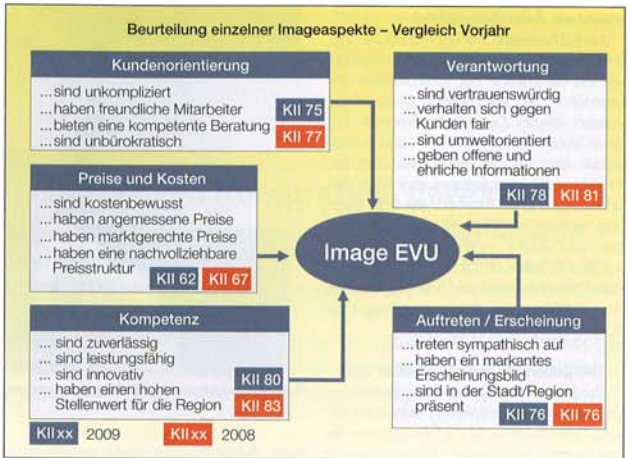 Beurteilung einzelner Imageaspekte – Vergleich Vorjahr
Kundenorientierung
...sind unkompliziert
...haben freundliche Mitarbeiter
...bieten eine kompetente Beratung
...sind unbürokratisch
KII 75
KII 77
Verantwortung
...sind vertrauenswürdig
...verhalten sich gegen
Kunden fair
...sind umweltorientiert
...geben offene und
ehrliche Informationen
KII 78 KII 81
Preise und Kosten
...sind kostenbewusst
...haben angemessene Preise
...haben marktgerechte Preise
...haben eine nachvollziehbare
Preisstruktur KII 62 KII 67
Image EVU
Kompetenz
... sind zuverlässig
... sind leistungsfähig
... sind innovativ
... haben einen hohen
Stellenwert für die Region
KII 80
KII 83
Auftreten / Erscheinung
...treten sympathisch auf
...haben ein markantes
Erscheinungsbild
...sind in der Stadt/Region
präsent KII 76 KII 76
KII xx 2009 KII xx 2008